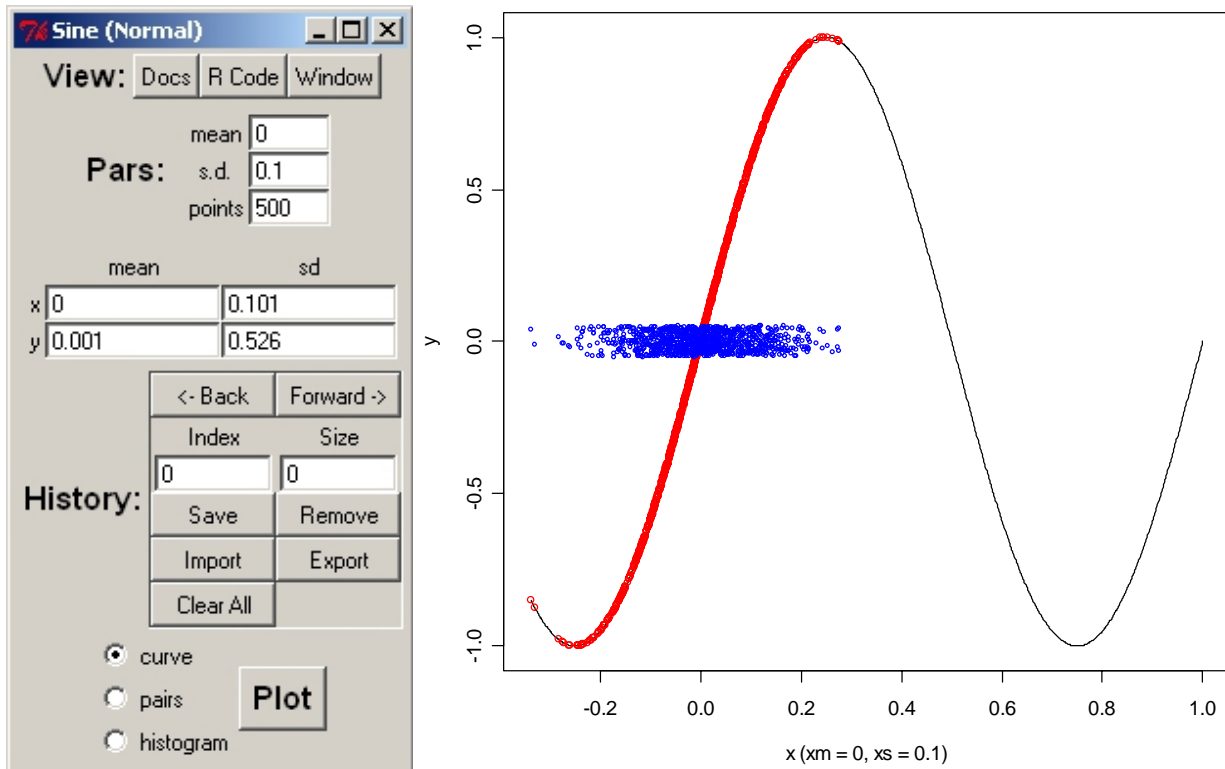 Sine (Normal)
View: Docs R Code Window
Pars:
mean 0
s.d. 0.1
points 500
mean sd
x 0 0.101
y 0.001 0.526
History:
<- Back Forward ->
Index Size
0 0
Save Remove
Import Export
Clear All
curve
pairs
histogram
Plot
y
1.0
0.5
0.0
-0.5
-1.0
-0.2 0.0 0.2 0.4 0.6 0.8 1.0
x (xm = 0, xs = 0.1)